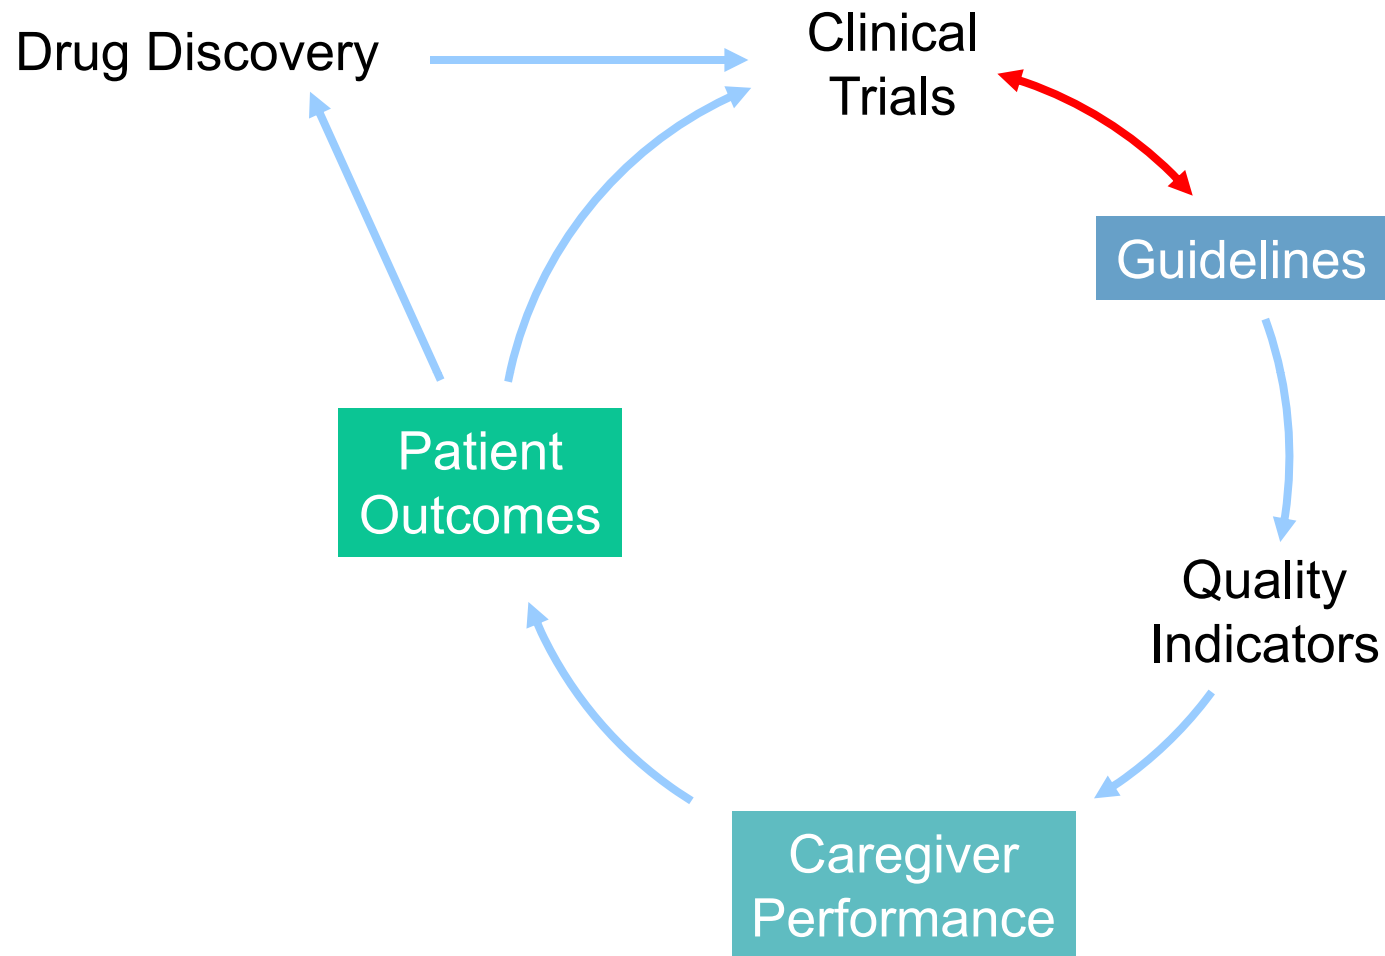 Drug Discovery
Clinical
Trials
Guidelines
Patient
Outcomes
Quality
Indicators
Caregiver
Performance